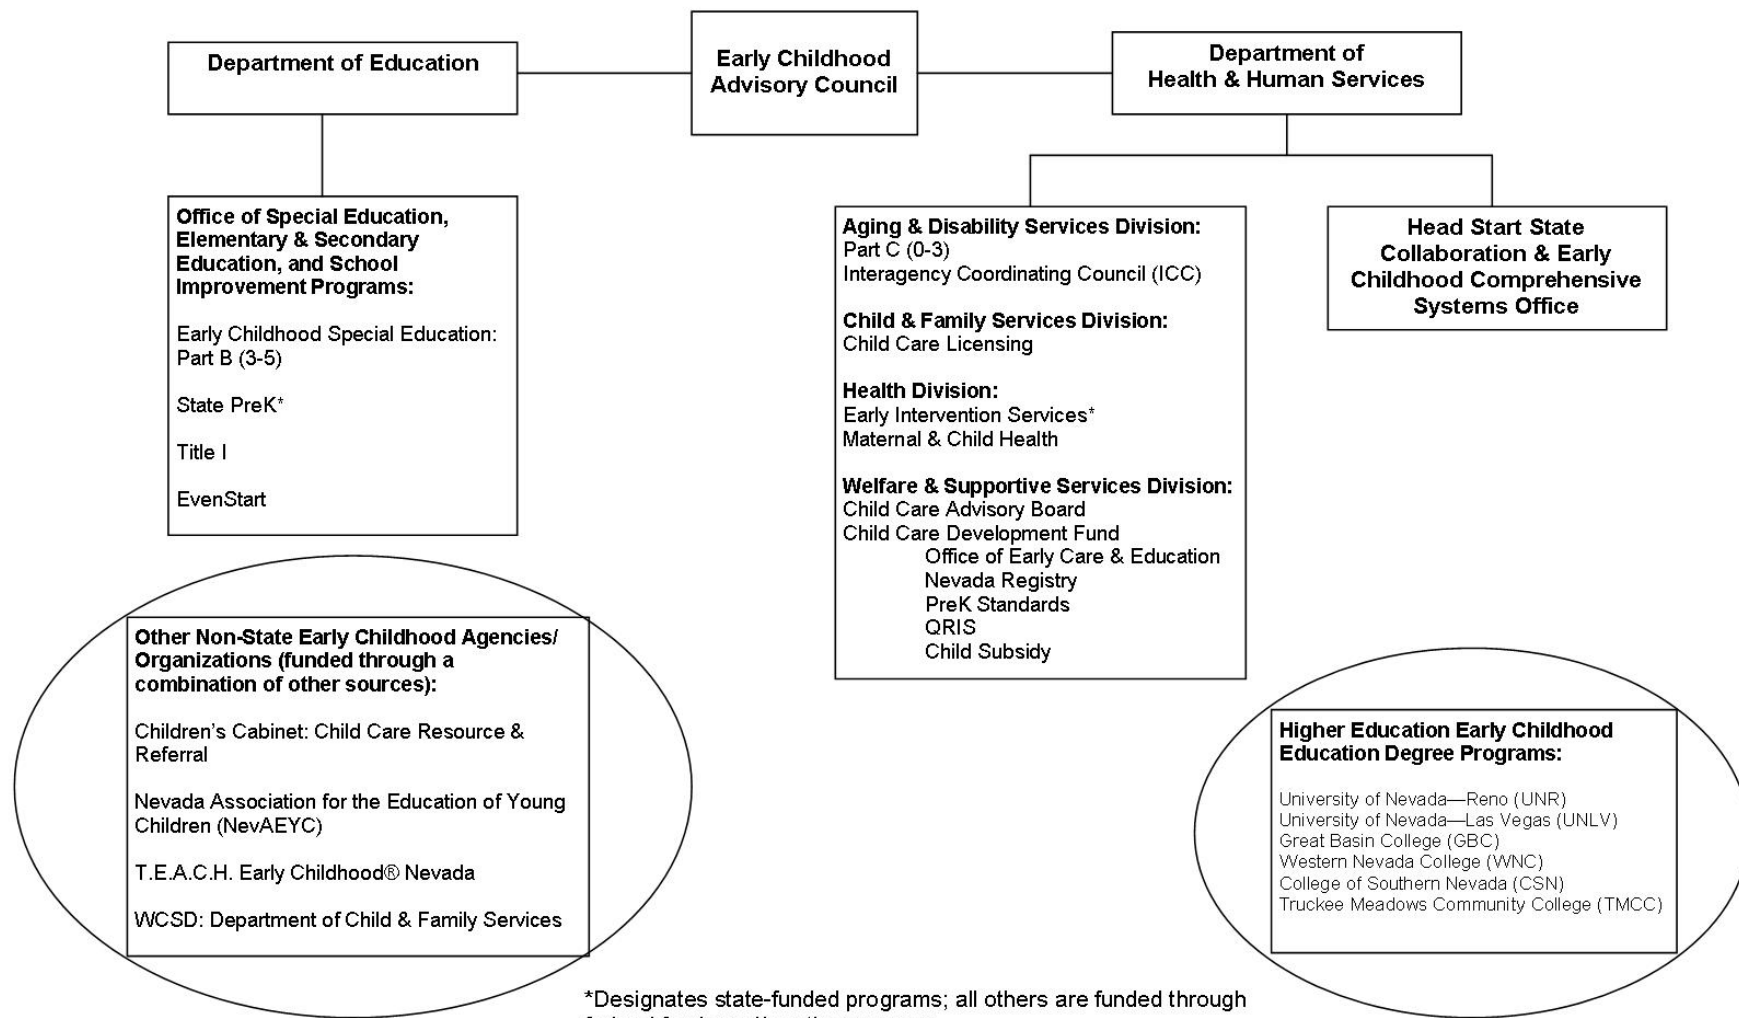 Department of Education
Early Childhood
Advisory Council
Department of
Health & Human Services
Office of Special Education,
Elementary & Secondary
Education, and School
Improvement Programs:
Early Childhood Special Education:
Part B (3-5)
State PreK*
Title I
EvenStart
Aging & Disability Services Division:
Part C (0-3)
Interagency Coordinating Council (ICC)
Child & Family Services Division:
Child Care Licensing
Health Division:
Early Intervention Services*
Maternal & Child Health
Welfare & Supportive Services Division:
Child Care Advisory Board
Child Care Development Fund
Office of Early Care & Education
Nevada Registry
PreK Standards
QRIS
Child Subsidy
Head Start State
Collaboration & Early
Childhood Comprehensive
Systems Office
Other Non-State Early Childhood Agencies/
Organizations (funded through a
combination of other sources):
Children’s Cabinet: Child Care Resource &
Referral
Nevada Association for the Education of Young
Children (NevAEYC)
T.E.A.C.H. Early Childhood® Nevada
WCSD: Department of Child & Family Services
Higher Education Early Childhood
Education Degree Programs:
University of Nevada—Reno (UNR)
University of Nevada—Las Vegas (UNLV)
Great Basin College (GBC)
Western Nevada College (WNC)
College of Southern Nevada (CSN)
Truckee Meadows Community College (TMCC)
*Designates state-funded programs; all others are funded through